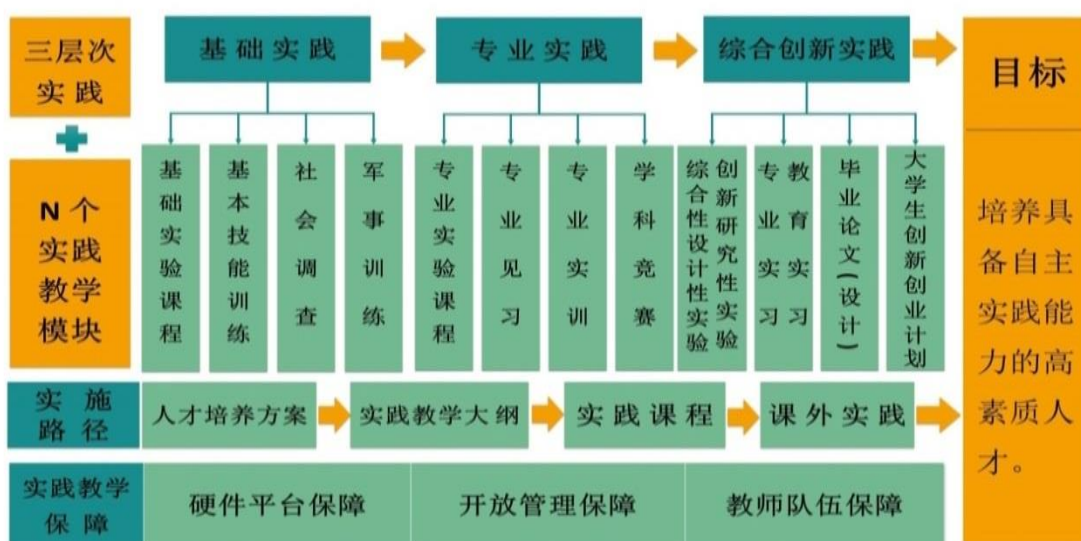 三层次
实践
基础实践
专业实践
综合创新实践
目标
N个
实践
教学
模块
基础实验课程
基本技能训练
社会调查
军事训练
专业实验课程
专业见习
专业实训
学科竞赛
综合性设计性实验
创新研究性实验
专业实习
教育实习
毕业论文(设计)
大学生创新创业计划
培养具
备自主
实践能
力的高
素质人
才。
实施
路径
人才培养方案
实践教学大纲
实践课程
课外实践
实践教学
保障
硬件平台保障
开放管理保障
教师队伍保障